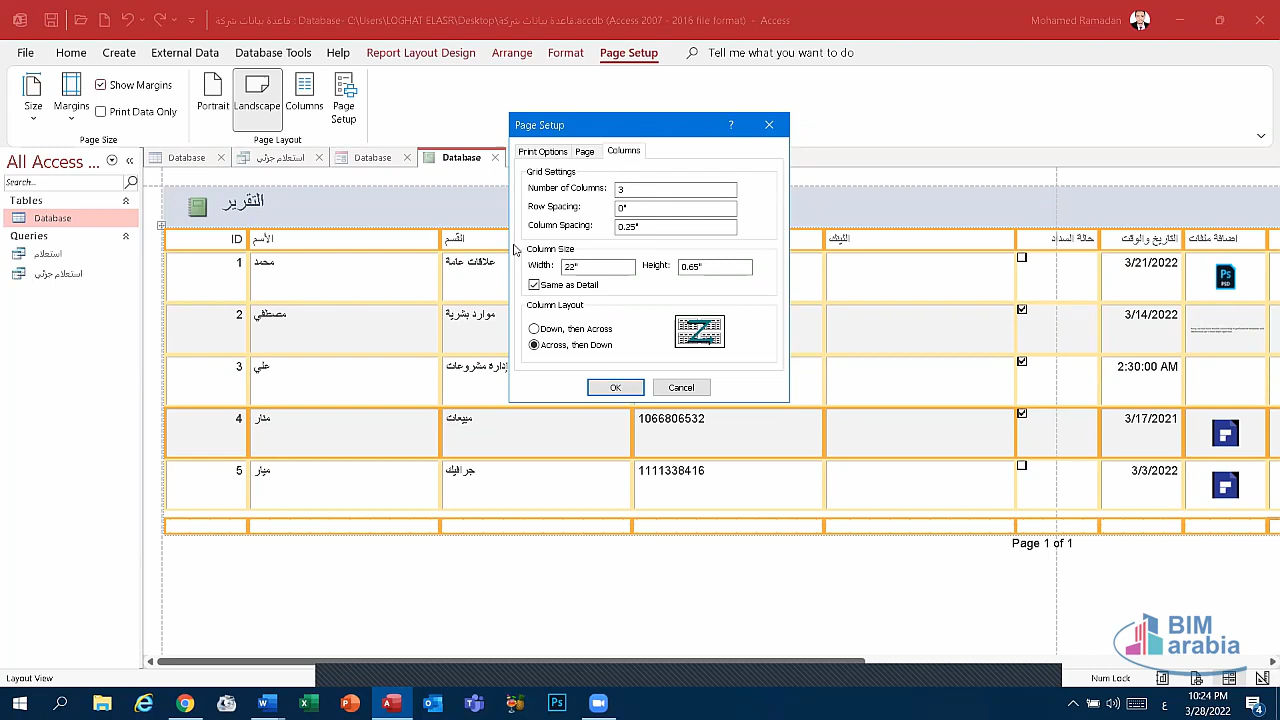 قاعدة بيانات شركة : Database- C:\Users\LOGHAT ELASR\Desktop\قاعدة بيانات شركة.accdb (Access 2007 - 2016 file format) - Access
Mohamed Ramadan
File Home Create External Data Database Tools Help Report Layout Design Arrange Format Page Setup Tell me what you want to do
Size
Margins
Show Margins
Print Data Only
Page Size
Portrait
Landscape
Columns
Page Setup
Page Layout
All Access ...
Search...
Tables
Database
Queries
استعلام
استعلام جزئي
Database
استعلام جزئي
Database
Database
التقرير
ID الأسم القسم اللينك حالة السداد التاريخ والوقت اضافة ملفات
1 محمد علاقات عامة 3/21/2022
2 مصطفي موارد بشرية 3/14/2022
3 علي إدارة مشروعات 2:30:00 AM
4 منار مبيعات 1066806532 3/17/2021
5 ميار جرافيك 1111338416 3/3/2022
Page 1 of 1
Page Setup
?
Print Options Page Columns
Grid Settings
Number of Columns: 3
Row Spacing: 0"
Column Spacing: 0.25"
Column Size
Width: 22" Height: 0.65"
Same as Detail
Column Layout
Down, then Across
Across, then Down
OK Cancel
PSD
BIM
arabia
Layout View
Num Lock
10:24 PM
3/28/2022